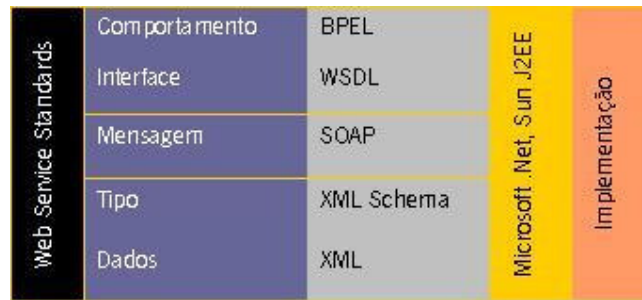 Web Service Standards
Comportamento BPEL
Interface WSDL
Mensagem SOAP
Tipo XML Schema
Dados XML
Microsoft .Net, Sun J2EE
Implementação